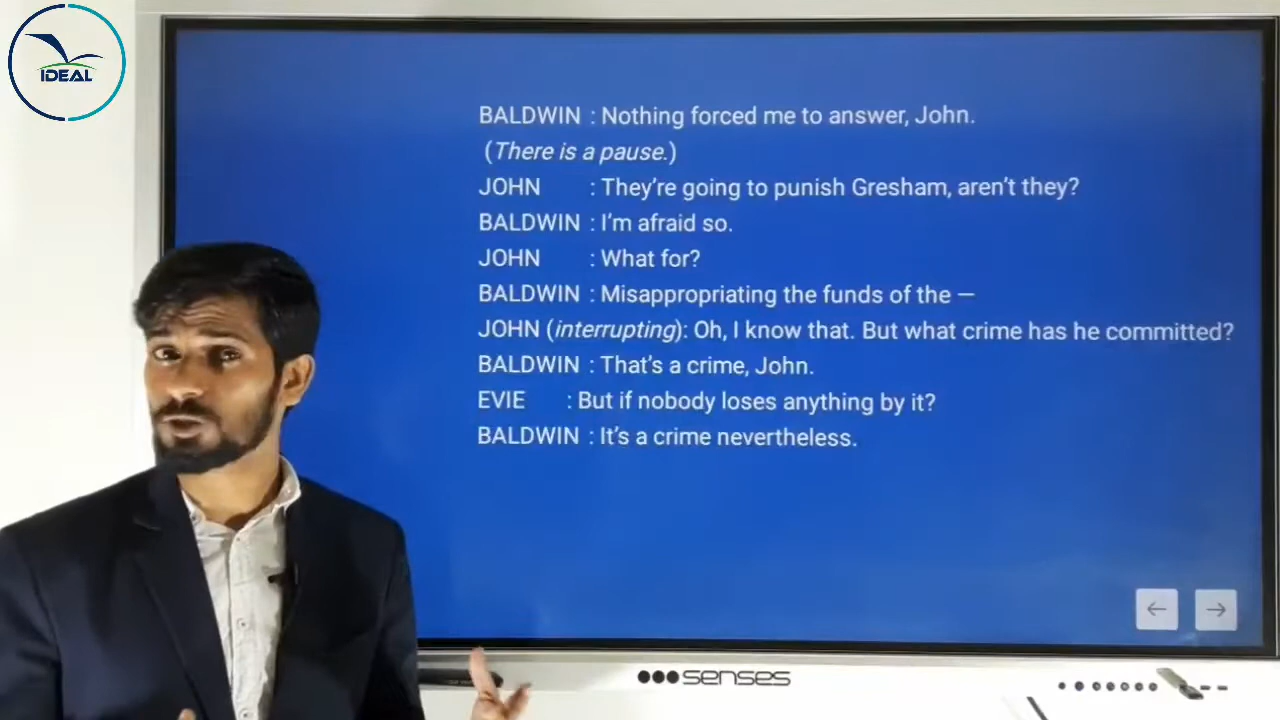 IDEAL
BALDWIN : Nothing forced me to answer, John.
(There is a pause.)
JOHN : They’re going to punish Gresham, aren’t they?
BALDWIN : I’m afraid so.
JOHN : What for?
BALDWIN : Misappropriating the funds of the —
JOHN (interrupting): Oh, I know that. But what crime has he committed?
BALDWIN : That’s a crime, John.
EVIE : But if nobody loses anything by it?
BALDWIN : It’s a crime nevertheless.
senses